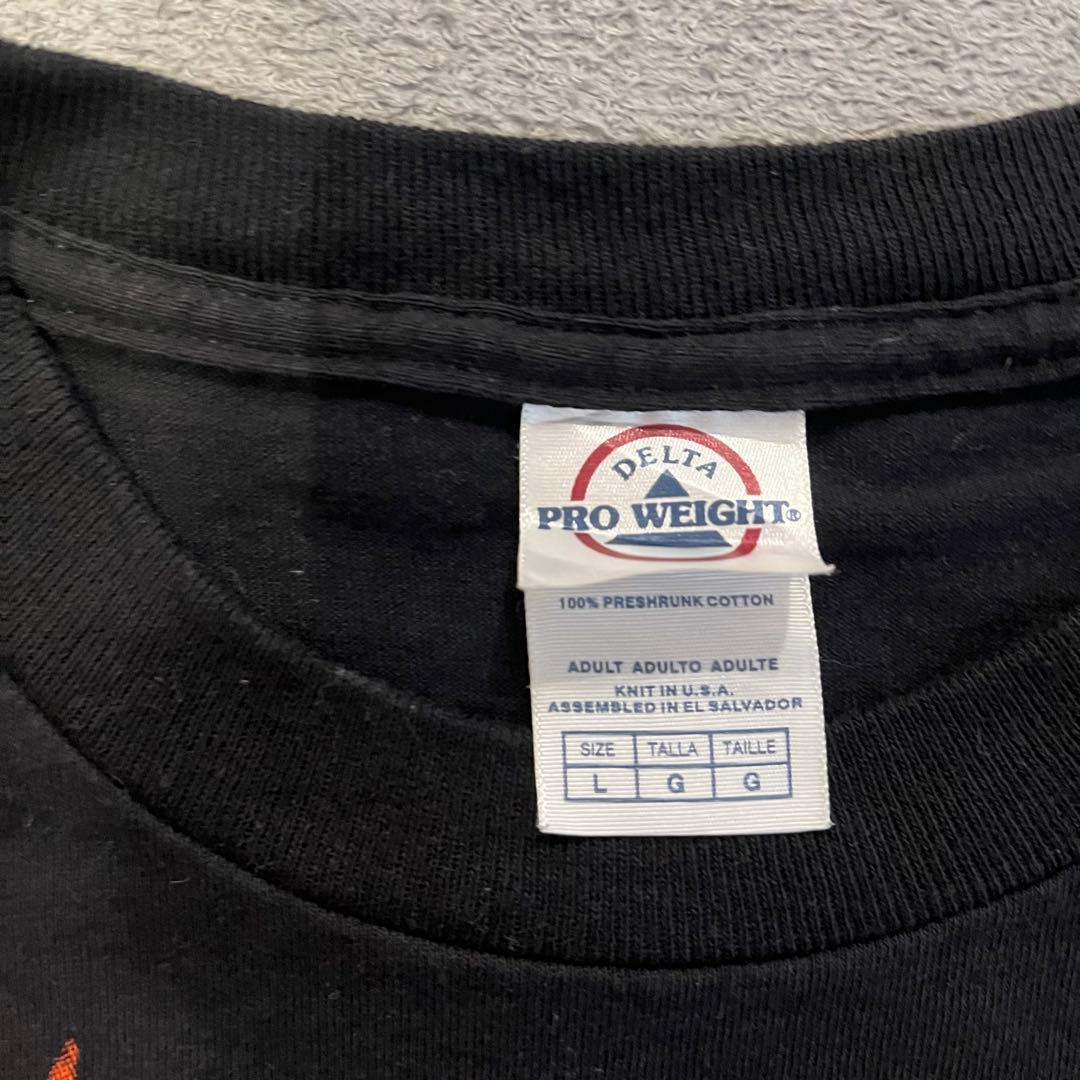 DELTA
PRO WEIGHT®
100% PRESHRUNK COTTON
ADULT ADULTO ADULTE
KNIT IN U.S.A.
ASSEMBLED IN EL SALVADOR
SIZE TALLA TAILLE
L G G